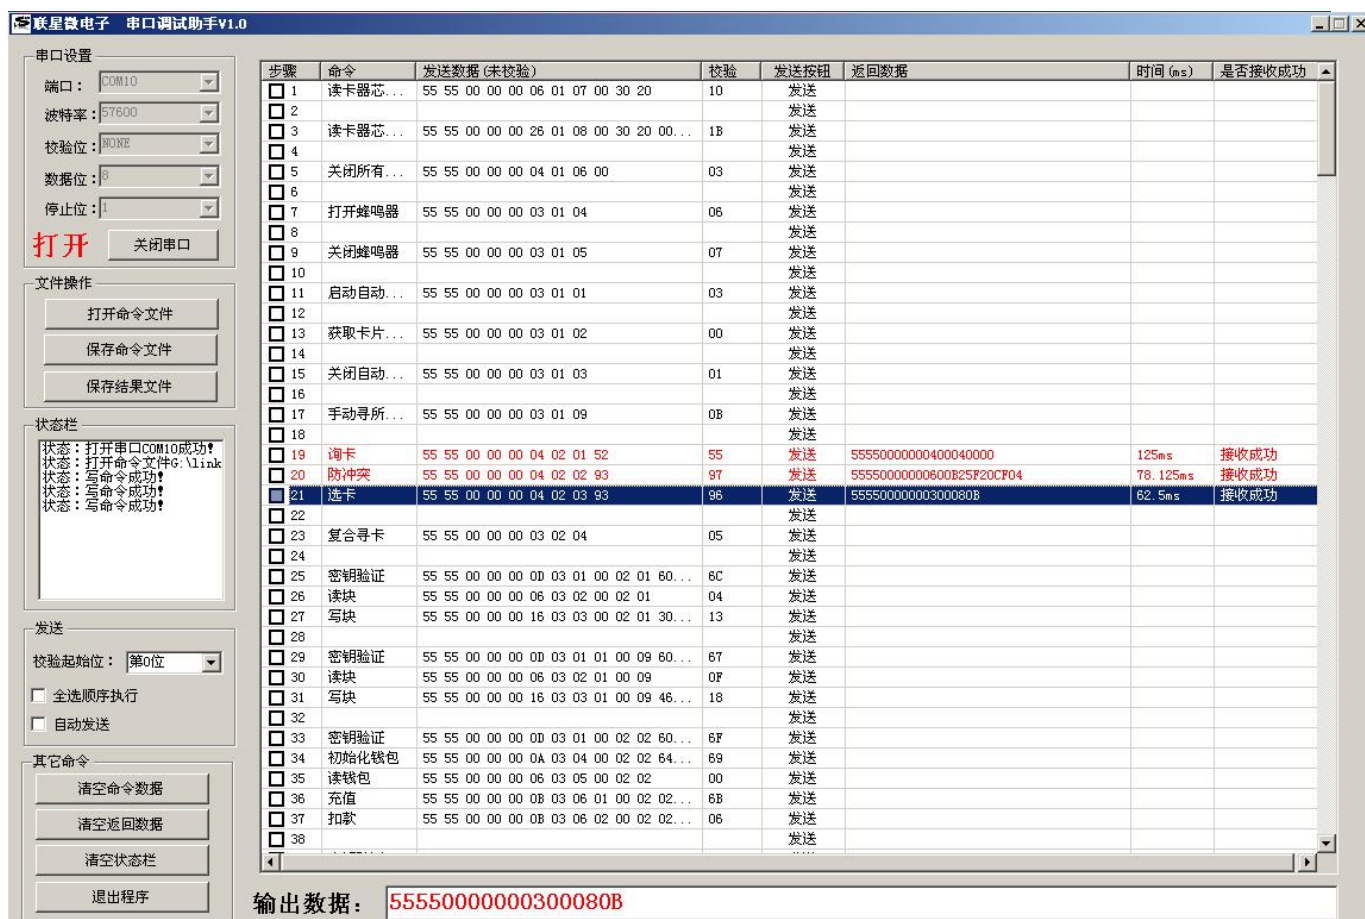 联星微电子 串口调试助手V1.0
串口设置
端口： COM10
波特率： 57600
校验位： NONE
数据位： 8
停止位： 1
打开 关闭串口
文件操作
打开命令文件
保存命令文件
保存结果文件
状态栏
状态：打开串口COM10成功!
状态：打开命令文件G:\link
状态：写命令成功!
状态：写命令成功!
状态：写命令成功!
发送
校验起始位： 第0位
全选顺序执行
自动发送
其它命令
清空命令数据
清空返回数据
清空状态栏
退出程序
步骤 命令 发送数据(未校验) 校验 发送按钮 返回数据 时间(ms) 是否接收成功
1 读卡器芯... 55 55 00 00 00 06 01 07 00 30 20 10 发送
2 发送
3 读卡器芯... 55 55 00 00 00 26 01 08 00 30 20 00... 1B 发送
4 发送
5 关闭所有... 55 55 00 00 00 04 01 06 00 03 发送
6 发送
7 打开蜂鸣器 55 55 00 00 00 03 01 04 06 发送
8 发送
9 关闭蜂鸣器 55 55 00 00 00 03 01 05 07 发送
10 发送
11 启动自动... 55 55 00 00 00 03 01 01 03 发送
12 发送
13 获取卡片... 55 55 00 00 00 03 01 02 00 发送
14 发送
15 关闭自动... 55 55 00 00 00 03 01 03 01 发送
16 发送
17 手动寻所... 55 55 00 00 00 03 01 09 0B 发送
18 发送
19 询卡 55 55 00 00 00 04 02 01 52 55 发送 55550000000400040000 125ms 接收成功
20 防冲突 55 55 00 00 00 04 02 02 93 97 发送 555500000000600B25F20CF04 78.125ms 接收成功
21 选卡 55 55 00 00 00 04 02 03 93 96 发送 55550000000300080B 62.5ms 接收成功
22 发送
23 复合寻卡 55 55 00 00 00 03 02 04 05 发送
24 发送
25 密钥验证 55 55 00 00 00 0D 03 01 00 02 01 60... 6C 发送
26 读块 55 55 00 00 00 06 03 02 00 02 01 04 发送
27 写块 55 55 00 00 00 16 03 03 00 02 01 30... 13 发送
28 发送
29 密钥验证 55 55 00 00 00 0D 03 01 01 00 09 60... 67 发送
30 读块 55 55 00 00 00 06 03 02 01 00 09 0F 发送
31 写块 55 55 00 00 00 16 03 03 01 00 09 46... 18 发送
32 发送
33 密钥验证 55 55 00 00 00 0D 03 01 00 02 02 60... 6F 发送
34 初始化钱包 55 55 00 00 00 0A 03 04 00 02 02 64... 69 发送
35 读钱包 55 55 00 00 00 06 03 05 00 02 02 00 发送
36 充值 55 55 00 00 00 0B 03 06 01 00 02 02... 6B 发送
37 扣款 55 55 00 00 00 0B 03 06 02 00 02 02... 06 发送
38 发送
输出数据： 55550000000300080B